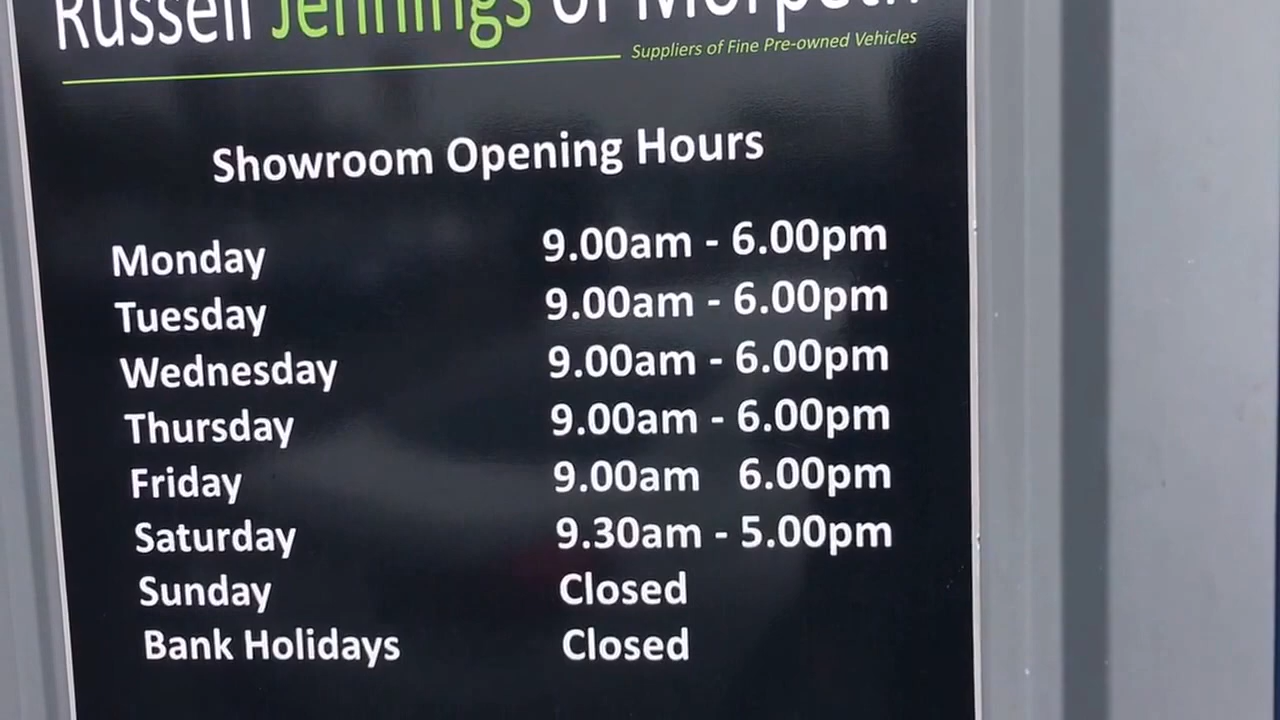 Russell Jennings of Morpeth
Suppliers of Fine Pre-owned Vehicles
Showroom Opening Hours
Monday 9.00am - 6.00pm
Tuesday 9.00am - 6.00pm
Wednesday 9.00am - 6.00pm
Thursday 9.00am - 6.00pm
Friday 9.00am 6.00pm
Saturday 9.30am - 5.00pm
Sunday Closed
Bank Holidays Closed